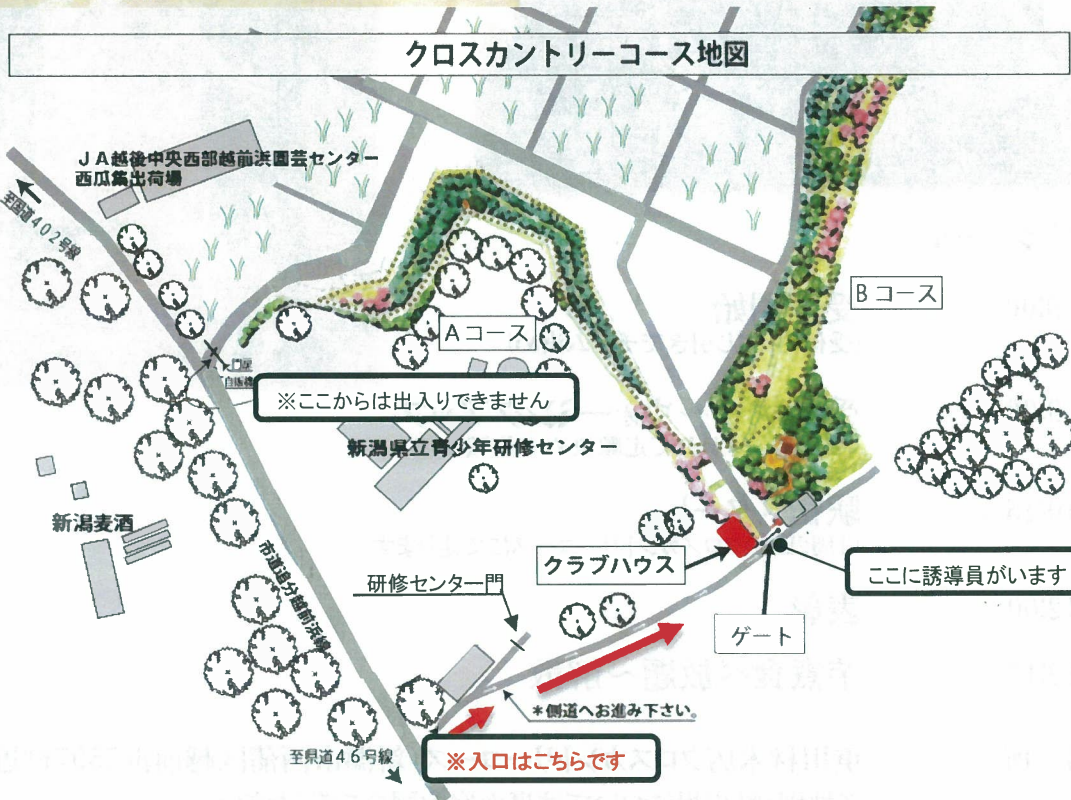 クロスカントリーコース地図
JA越後中央西部越前浜園芸センター
西瓜集出荷場
至国道402号線
Bコース
Aコース
門扉
自販機
※ここからは出入りできません
新潟県立青少年研修センター
新潟麦酒
市道追分越前浜線
クラブハウス
ここに誘導員がいます
研修センター門
ゲート
*側道へお進み下さい。
至県道46号線
※入口はこちらです